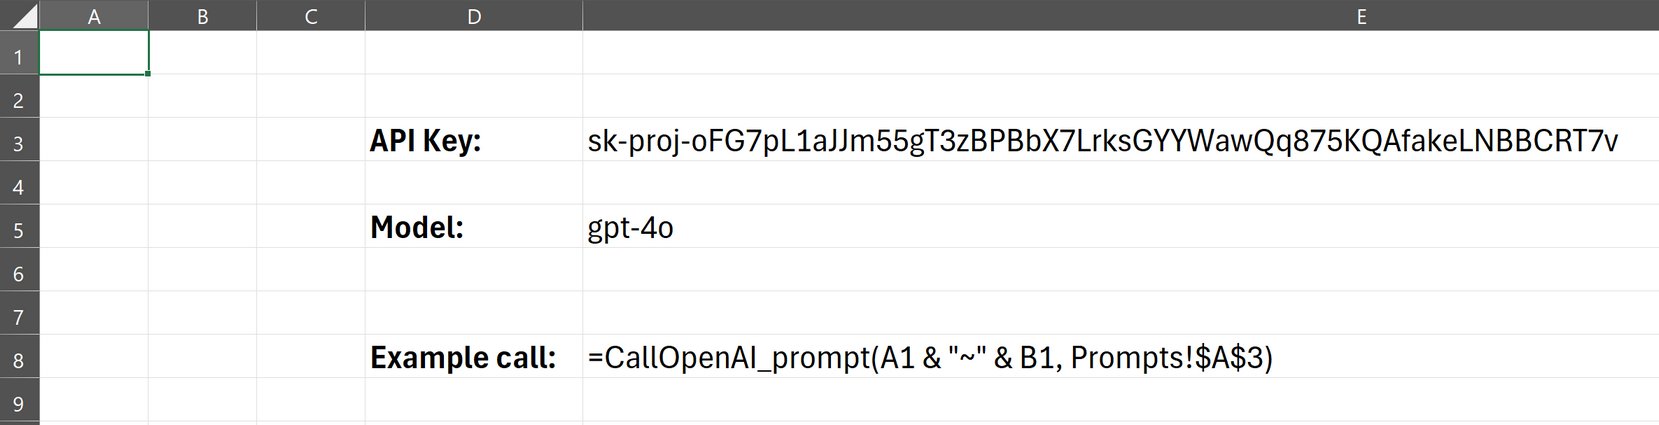 A B C D E
1
2
3 API Key: sk-proj-oFG7pL1aJJm55gT3zBPBbX7LrksGYYWawQq875KQAfakeLNBBCRT7v
4
5 Model: gpt-4o
6
7
8 Example call: =CallOpenAI_prompt(A1 & "~" & B1, Prompts!$A$3)
9